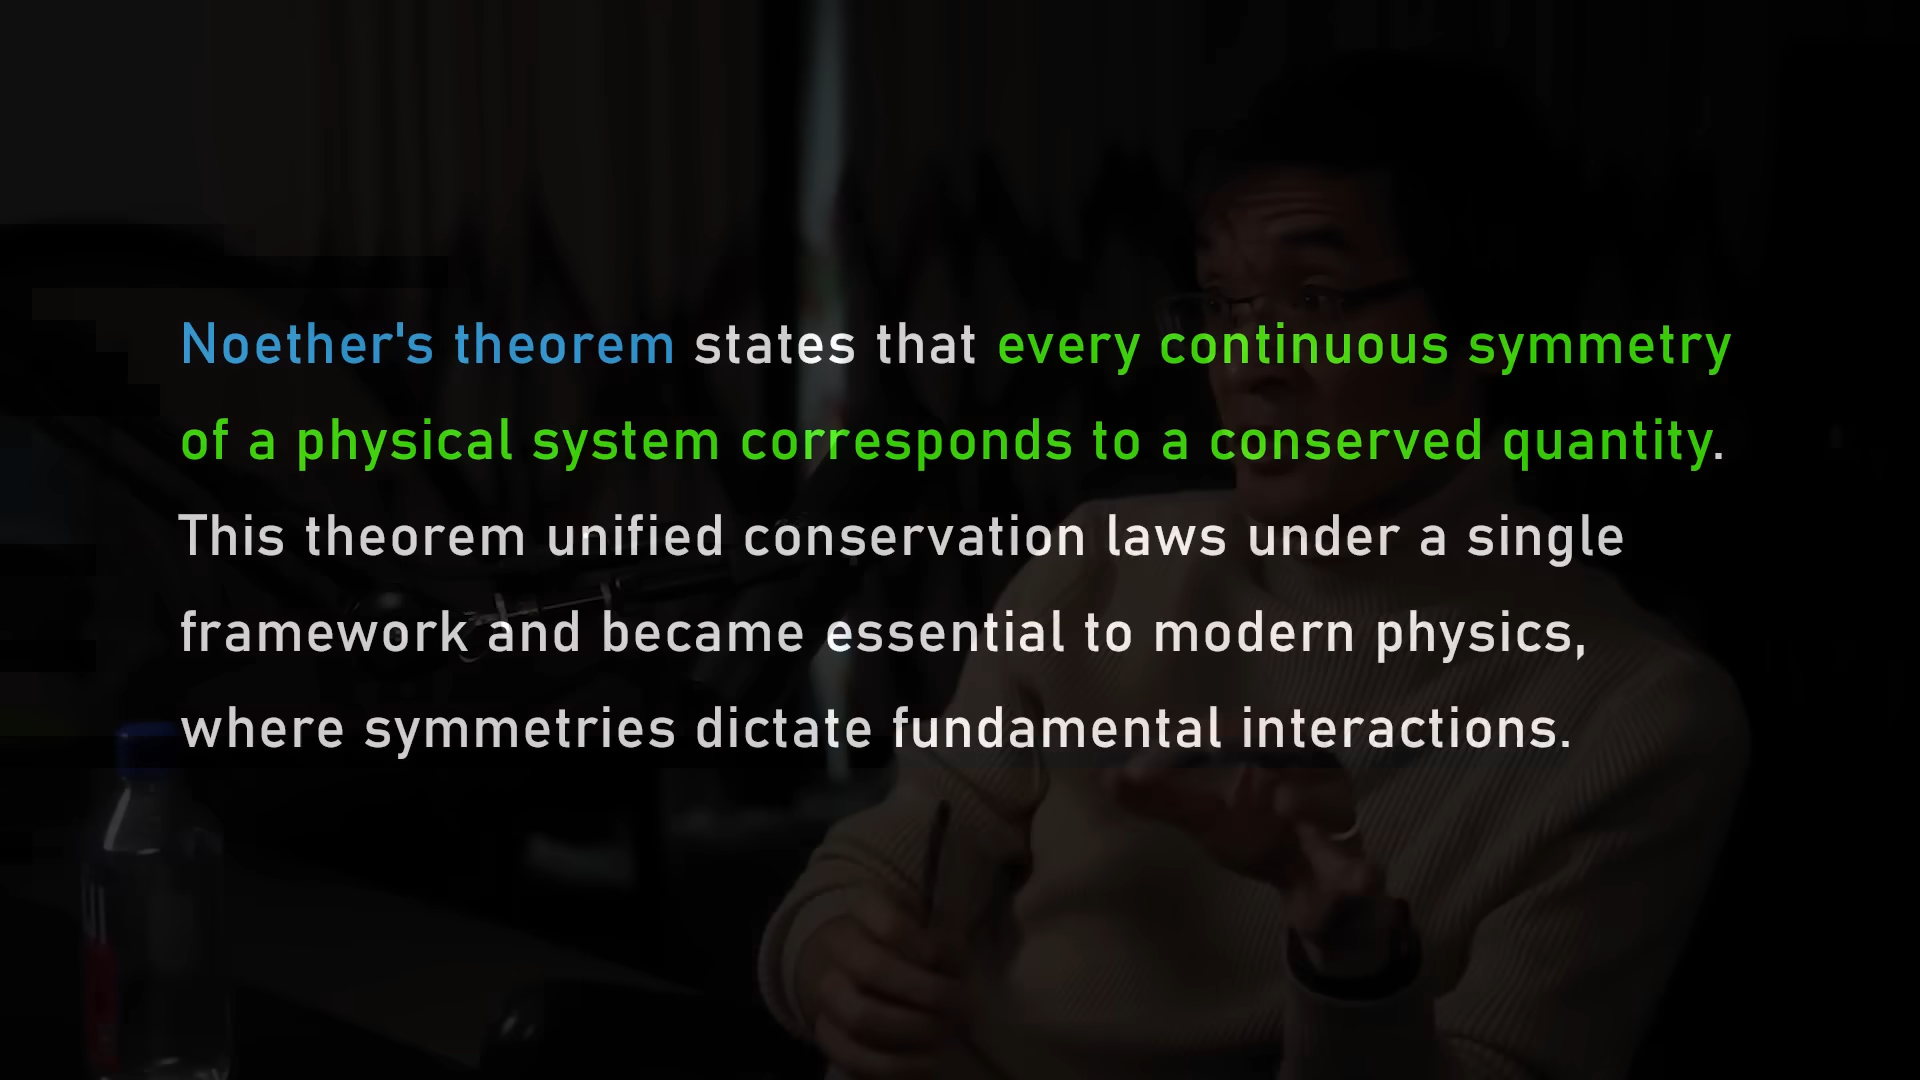 Noether's theorem states that every continuous symmetry
of a physical system corresponds to a conserved quantity.
This theorem unified conservation laws under a single
framework and became essential to modern physics,
where symmetries dictate fundamental interactions.